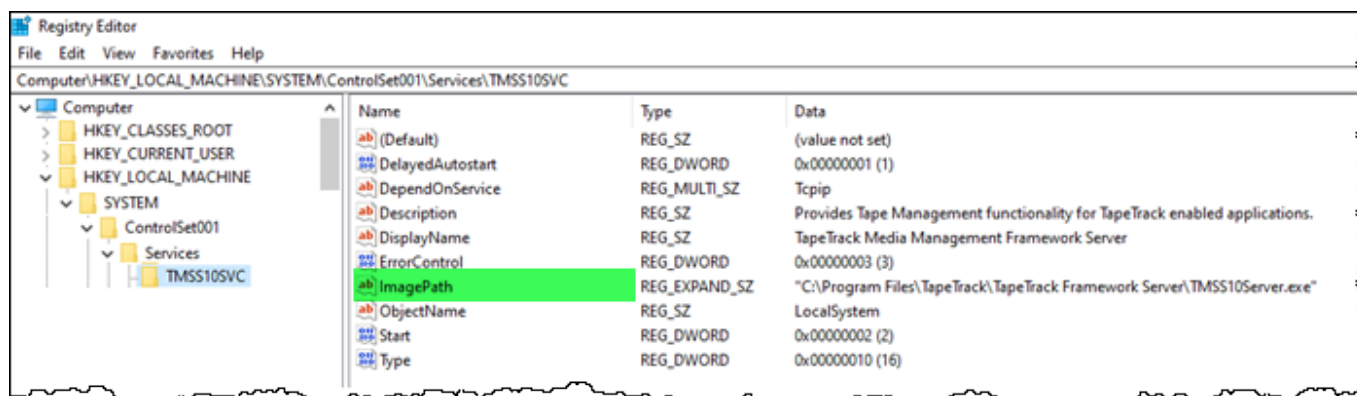 Registry Editor
File Edit View Favorites Help
Computer\HKEY_LOCAL_MACHINE\SYSTEM\ControlSet001\Services\TMSS10SVC
Computer
HKEY_CLASSES_ROOT
HKEY_CURRENT_USER
HKEY_LOCAL_MACHINE
SYSTEM
ControlSet001
Services
TMSS10SVC
Name Type Data
(Default) REG_SZ (value not set)
DelayedAutostart REG_DWORD 0x00000001 (1)
DependOnService REG_MULTI_SZ Tcpip
Description REG_SZ Provides Tape Management functionality for TapeTrack enabled applications.
DisplayName REG_SZ TapeTrack Media Management Framework Server
ErrorControl REG_DWORD 0x00000003 (3)
ImagePath REG_EXPAND_SZ "C:\Program Files\TapeTrack\TapeTrack Framework Server\TMSS10Server.exe"
ObjectName REG_SZ LocalSystem
Start REG_DWORD 0x00000002 (2)
Type REG_DWORD 0x00000010 (16)